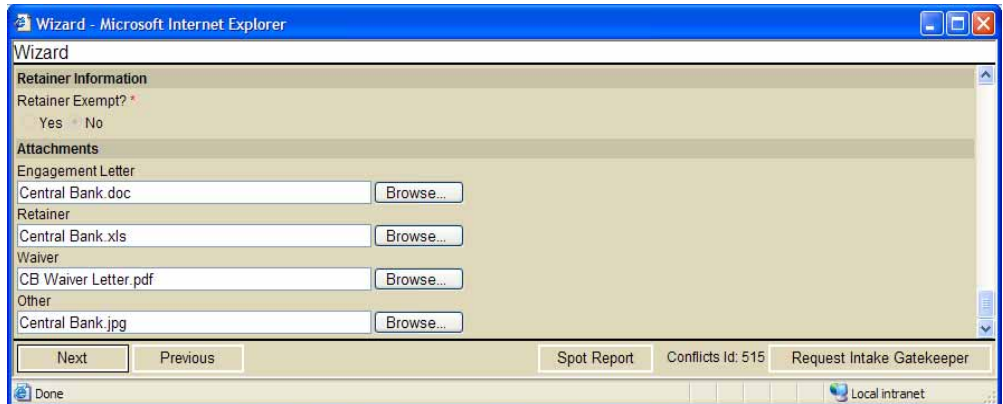 Wizard - Microsoft Internet Explorer
Wizard
Retainer Information
Retainer Exempt? *
Yes No
Attachments
Engagement Letter
Central Bank.doc Browse...
Retainer
Central Bank.xls Browse...
Waiver
CB Waiver Letter.pdf Browse...
Other
Central Bank.jpg Browse...
Next Previous Spot Report Conflicts Id: 515 Request Intake Gatekeeper
Done Local intranet